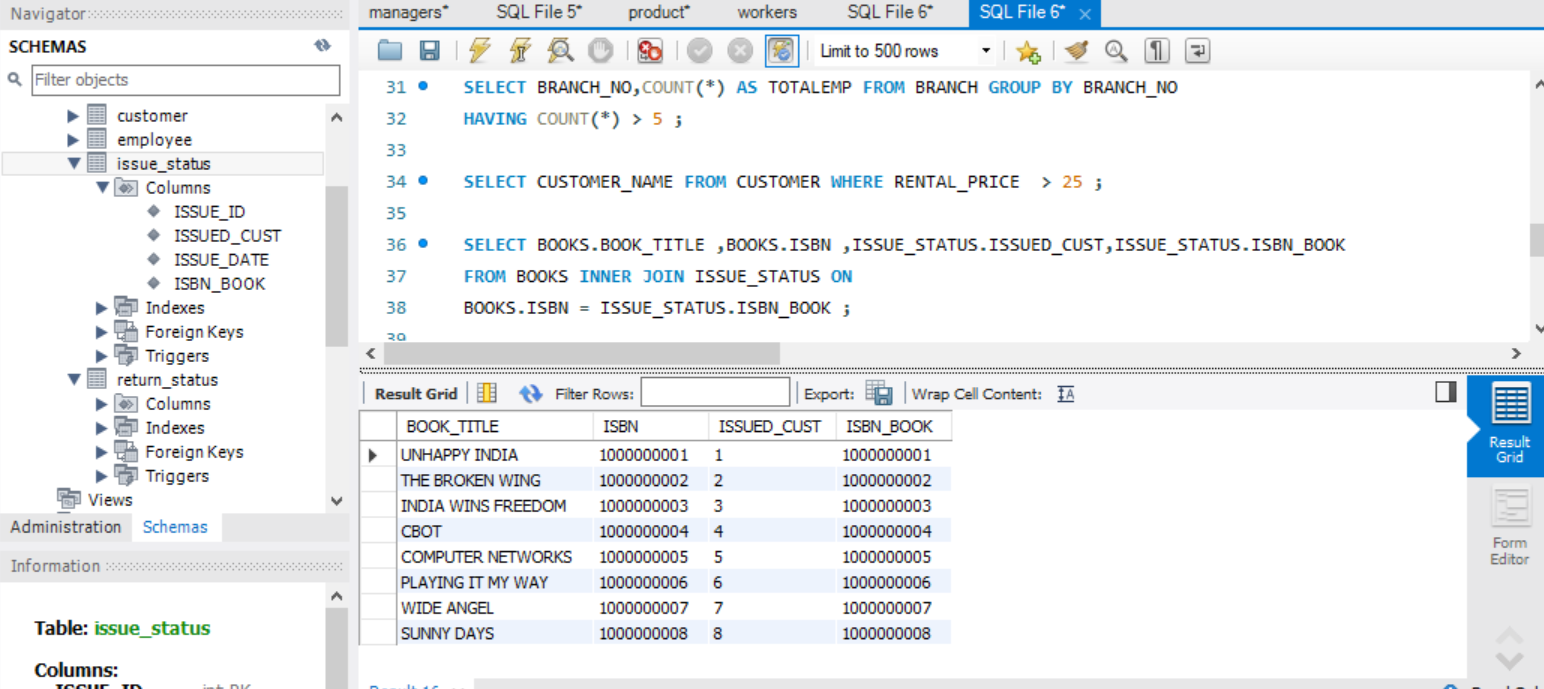 Navigator
managers* SQL File 5* product* workers SQL File 6* SQL File 6*
SCHEMAS
Filter objects
Limit to 500 rows
customer
employee
issue_status
Columns
ISSUE_ID
ISSUED_CUST
ISSUE_DATE
ISBN_BOOK
Indexes
Foreign Keys
Triggers
return_status
Columns
Indexes
Foreign Keys
Triggers
Views
Administration Schemas
Information
Table: issue_status
Columns:
ISSUE_ID int PK
31 SELECT BRANCH_NO,COUNT(*) AS TOTALEMP FROM BRANCH GROUP BY BRANCH_NO
32 HAVING COUNT(*) > 5 ;
33
34 SELECT CUSTOMER_NAME FROM CUSTOMER WHERE RENTAL_PRICE > 25 ;
35
36 SELECT BOOKS.BOOK_TITLE ,BOOKS.ISBN ,ISSUE_STATUS.ISSUED_CUST,ISSUE_STATUS.ISBN_BOOK
37 FROM BOOKS INNER JOIN ISSUE_STATUS ON
38 BOOKS.ISBN = ISSUE_STATUS.ISBN_BOOK ;
39
Result Grid Filter Rows: Export: Wrap Cell Content:
BOOK_TITLE ISBN ISSUED_CUST ISBN_BOOK
UNHAPPY INDIA 1000000001 1 1000000001
THE BROKEN WING 1000000002 2 1000000002
INDIA WINS FREEDOM 1000000003 3 1000000003
CBOT 1000000004 4 1000000004
COMPUTER NETWORKS 1000000005 5 1000000005
PLAYING IT MY WAY 1000000006 6 1000000006
WIDE ANGEL 1000000007 7 1000000007
SUNNY DAYS 1000000008 8 1000000008
Result
Grid
Form
Editor